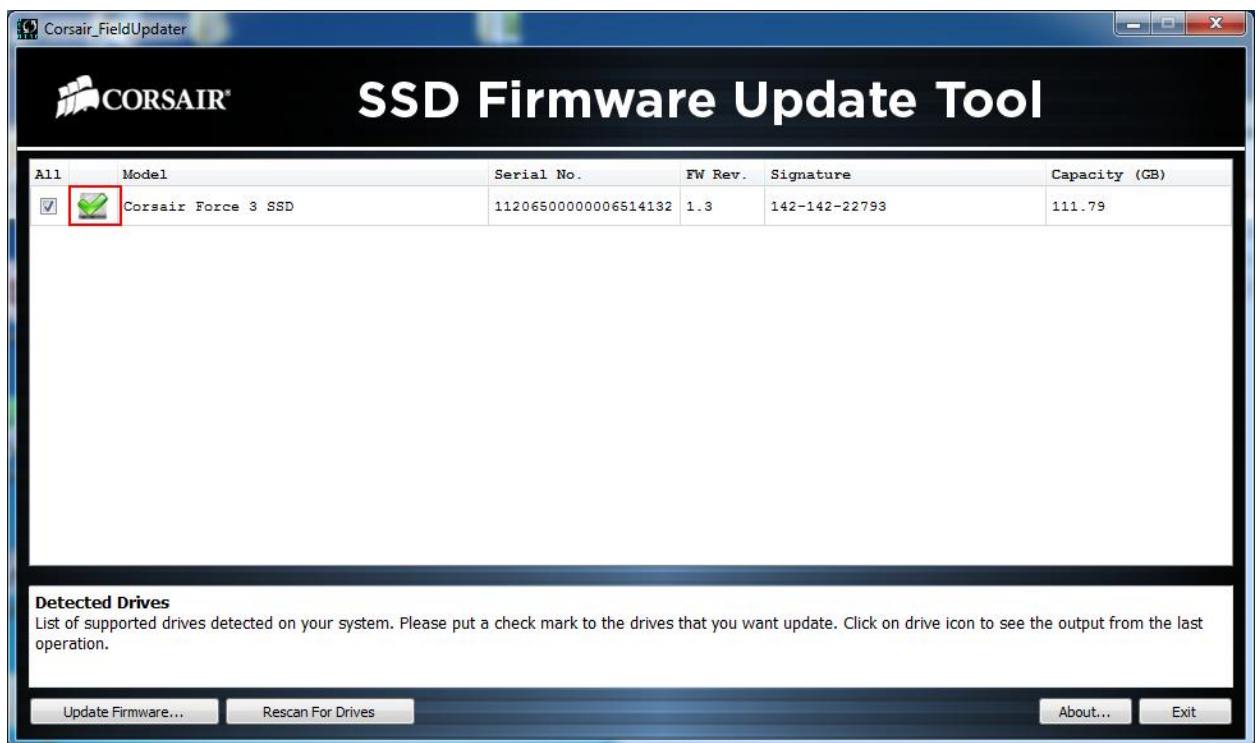 Corsair_FieldUpdater
CORSAIR® SSD Firmware Update Tool
All Model Serial No. FW Rev. Signature Capacity (GB)
Corsair Force 3 SSD 11206500000006514132 1.3 142-142-22793 111.79
Detected Drives
List of supported drives detected on your system. Please put a check mark to the drives that you want update. Click on drive icon to see the output from the last
operation.
Update Firmware... Rescan For Drives About... Exit